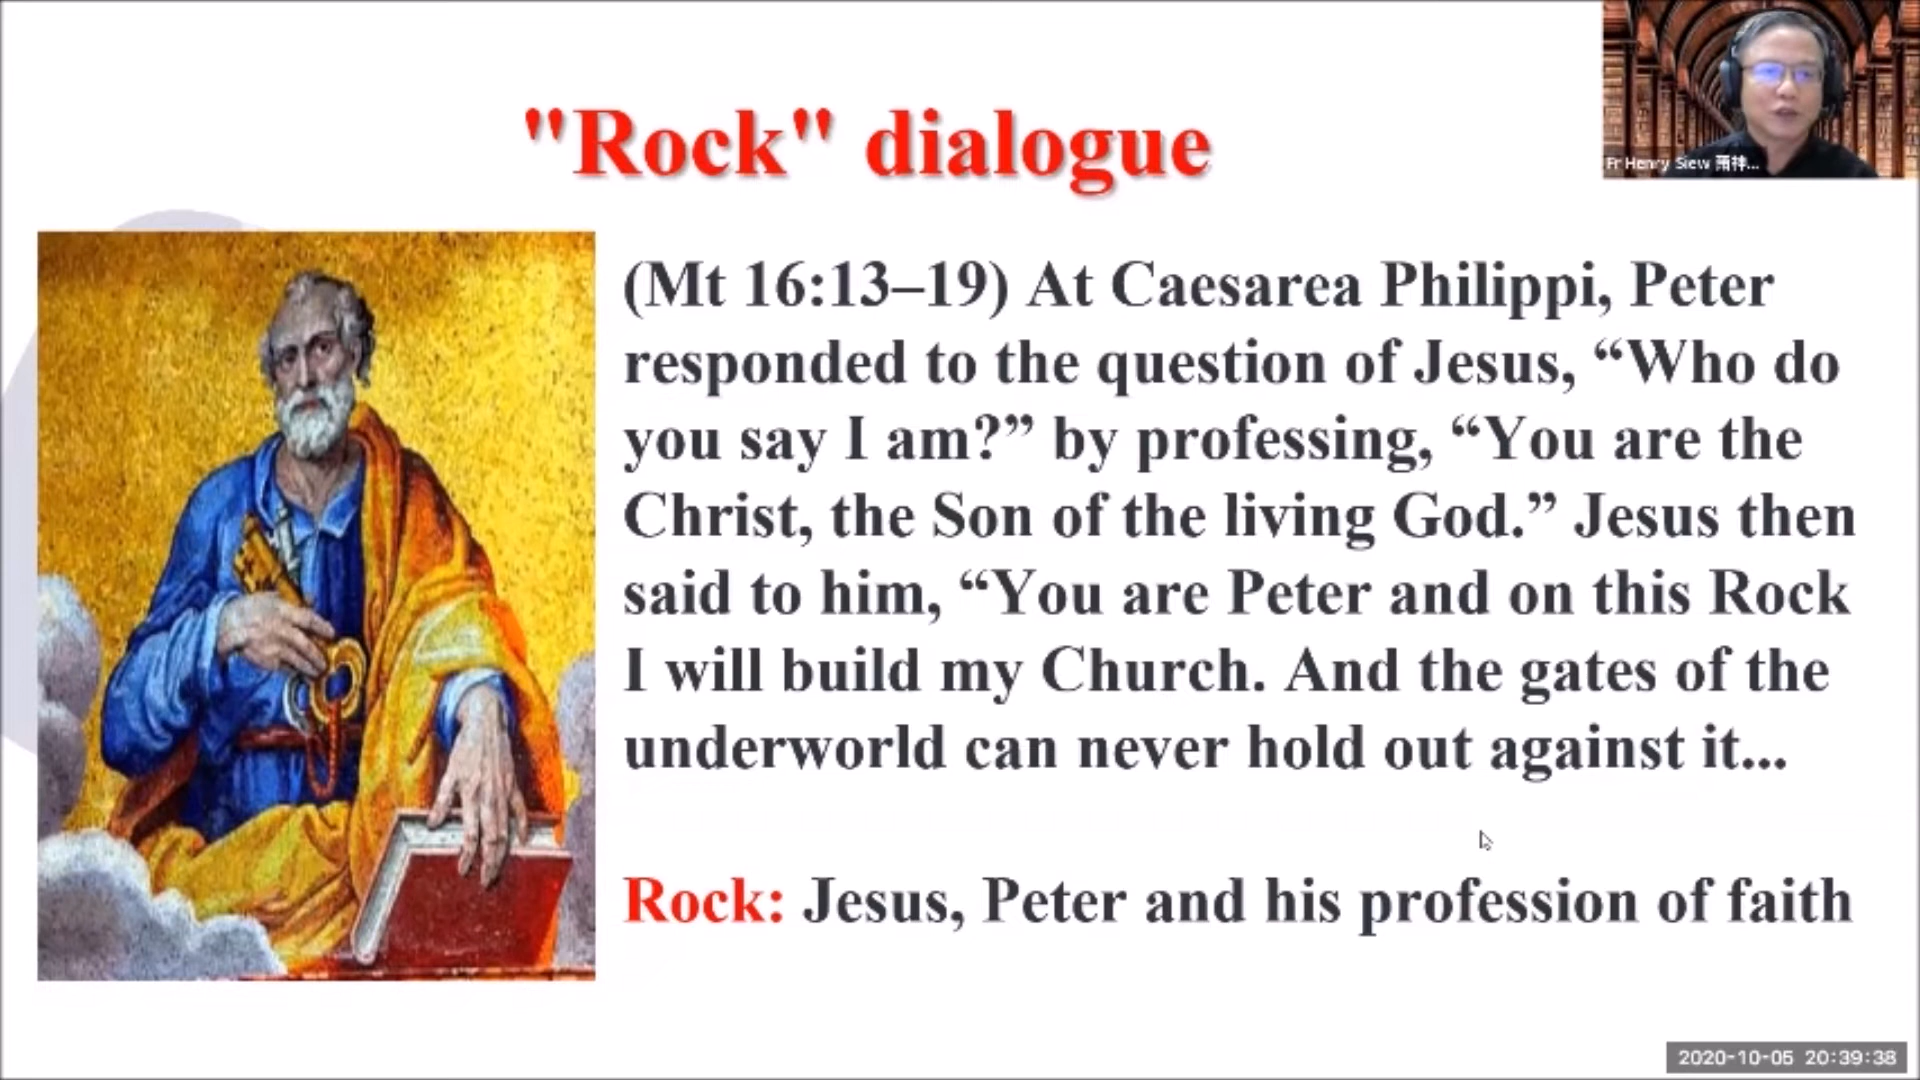 "Rock" dialogue
Fr Henry Siew 蕭神...
(Mt 16:13–19) At Caesarea Philippi, Peter
responded to the question of Jesus, “Who do
you say I am?” by professing, “You are the
Christ, the Son of the living God.” Jesus then
said to him, “You are Peter and on this Rock
I will build my Church. And the gates of the
underworld can never hold out against it...
Rock: Jesus, Peter and his profession of faith
2020-10-05 20:39:38